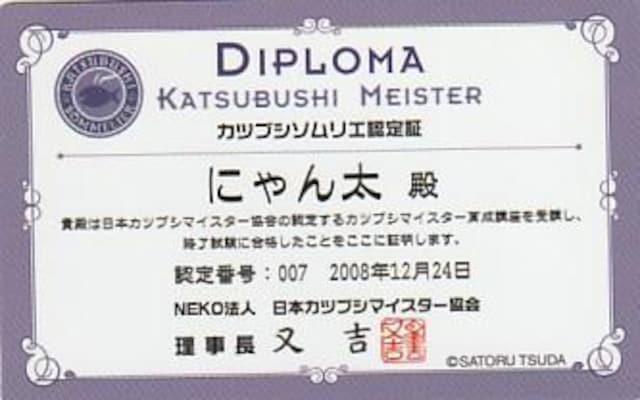 KATSUBUSHI
SOMMELIER
DIPLOMA
KATSUBUSHI MEISTER
カツブシソムリエ認定証
にゃん太 殿
貴殿は日本カツブシマイスター協会の認定するカツブシマイスター育成講座を受講し、
終了試験に合格したことをここに証明します。
認定番号：007 2008年12月24日
NEKO法人 日本カツブシマイスター協会
理事長 又吉
©SATORU TSUDA